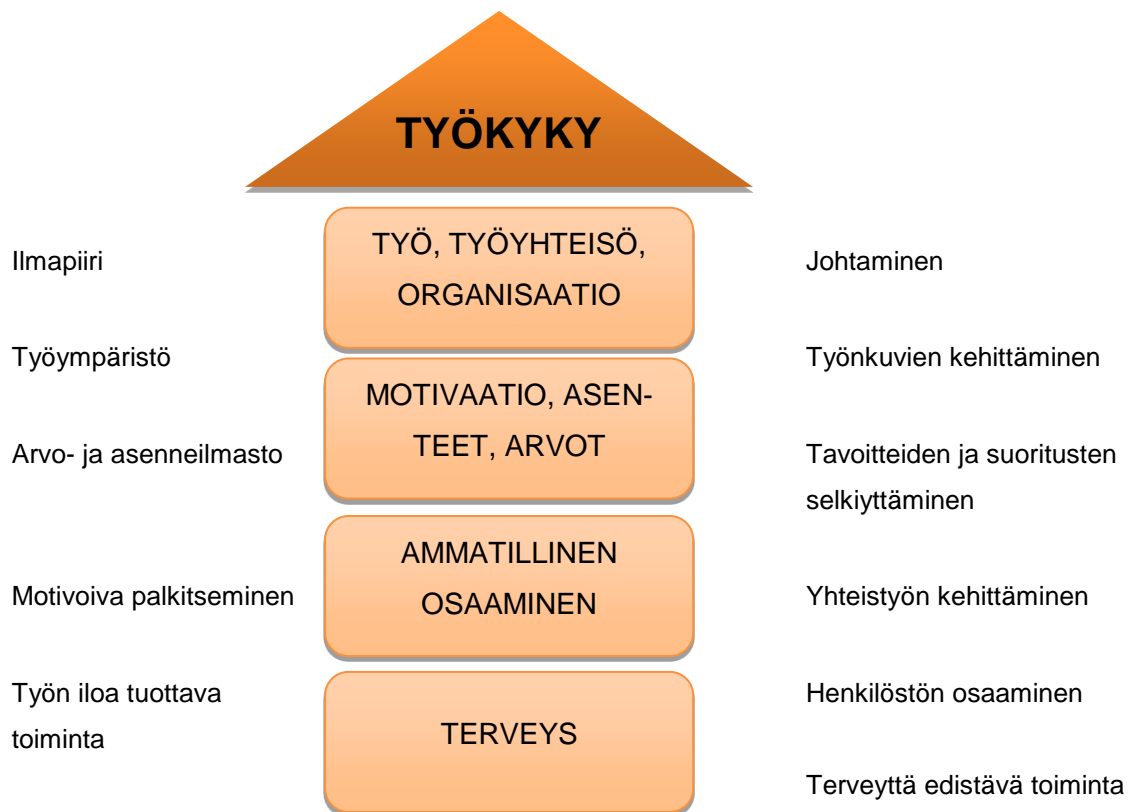 TYÖKYKY
TYÖ, TYÖYHTEISÖ,
ORGANISAATIO
MOTIVAATIO, ASEN-
TEET, ARVOT
AMMATILLINEN
OSAAMINEN
TERVEYS
Ilmapiiri
Työympäristö
Arvo- ja asenneilmasto
Motivoiva palkitseminen
Työn iloa tuottava
toiminta
Johtaminen
Työnkuvien kehittäminen
Tavoitteiden ja suoritusten
selkiyttäminen
Yhteistyön kehittäminen
Henkilöstön osaaminen
Terveyttä edistävä toiminta